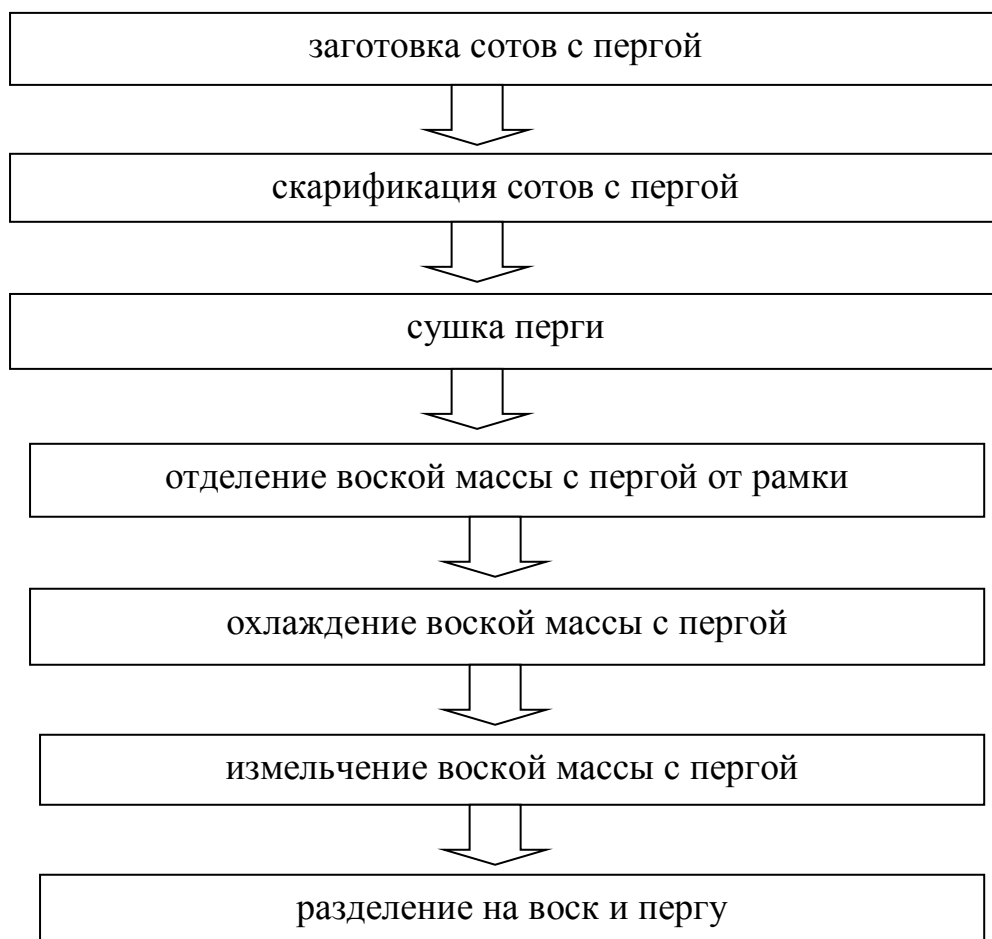 заготовка сотов с пергой
скарификация сотов с пергой
сушка перги
отделение воской массы с пергой от рамки
охлаждение воской массы с пергой
измельчение воской массы с пергой
разделение на воск и пергу